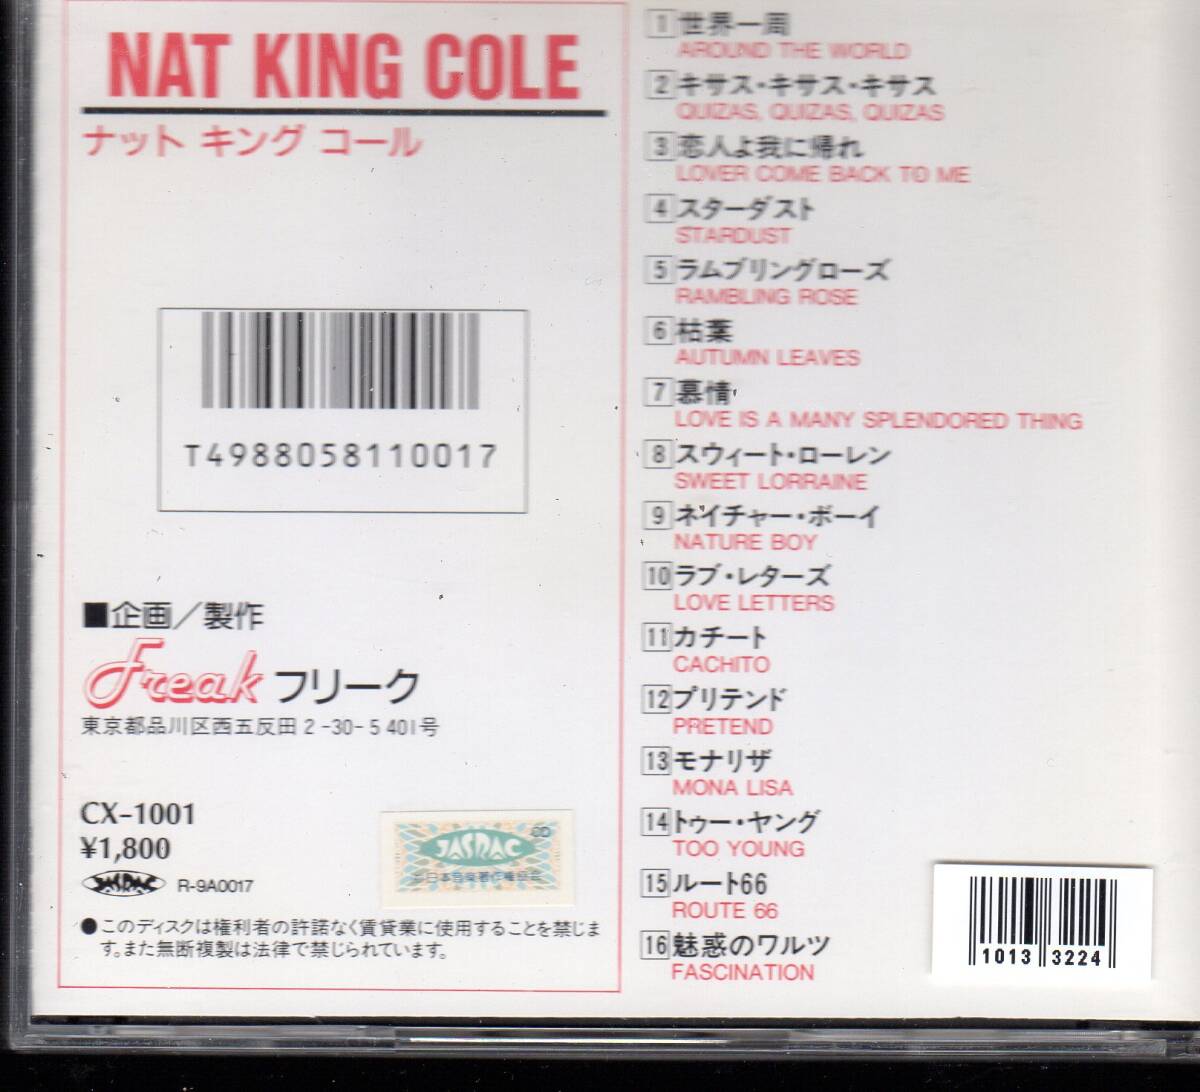 NAT KING COLE
ナット キング コール
T4988058110017
■企画／製作
Freak フリーク
東京都品川区西五反田2-30-5 401号
CX-1001
¥1,800
JASRAC R-9A0017
JASRAC
CD
日本音楽著作権協会
●このディスクは権利者の許諾なく賃貸業に使用することを禁じま
す。また無断複製は法律で禁じられています。
1 世界一周
AROUND THE WORLD
2 キサス・キサス・キサス
QUIZAS, QUIZAS, QUIZAS
3 恋人よ我に帰れ
LOVER COME BACK TO ME
4 スターダスト
STARDUST
5 ラムブリングローズ
RAMBLING ROSE
6 枯葉
AUTUMN LEAVES
7 慕情
LOVE IS A MANY SPLENDORED THING
8 スウィート・ローレン
SWEET LORRAINE
9 ネイチャー・ボーイ
NATURE BOY
10 ラブ・レターズ
LOVE LETTERS
11 カチート
CACHITO
12 プリテンド
PRETEND
13 モナリザ
MONA LISA
14 トゥー・ヤング
TOO YOUNG
15 ルート66
ROUTE 66
16 魅惑のワルツ
FASCINATION
1013 3224